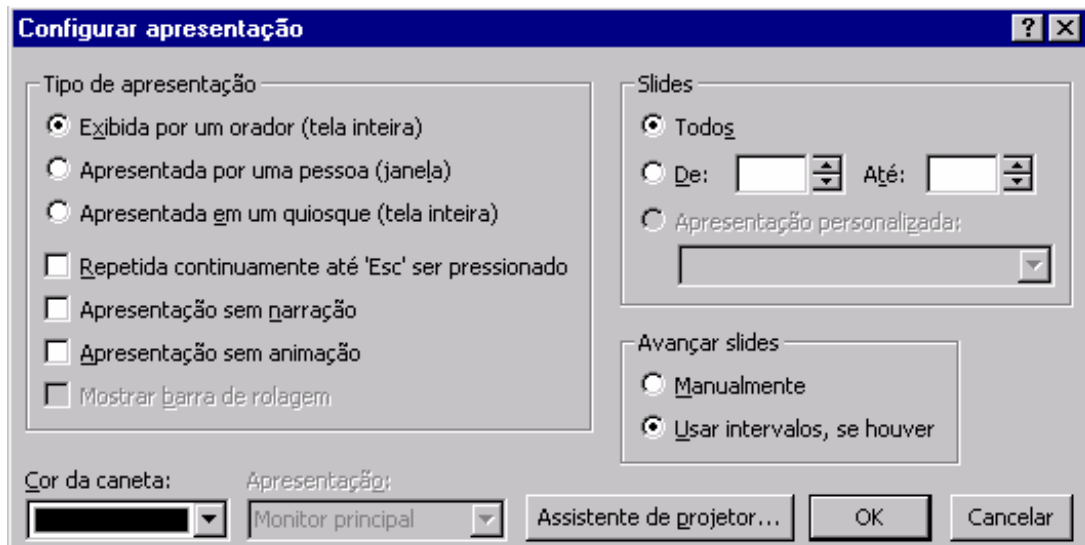 Configurar apresentação
Tipo de apresentação
Exibida por um orador (tela inteira)
Apresentada por uma pessoa (janela)
Apresentada em um quiosque (tela inteira)
Repetida continuamente até 'Esc' ser pressionado
Apresentação sem narração
Apresentação sem animação
Mostrar barra de rolagem
Slides
Todos
De: Até:
Apresentação personalizada:
Avançar slides
Manualmente
Usar intervalos, se houver
Cor da caneta:
Apresentação:
Monitor principal
Assistente de projetor...
OK
Cancelar